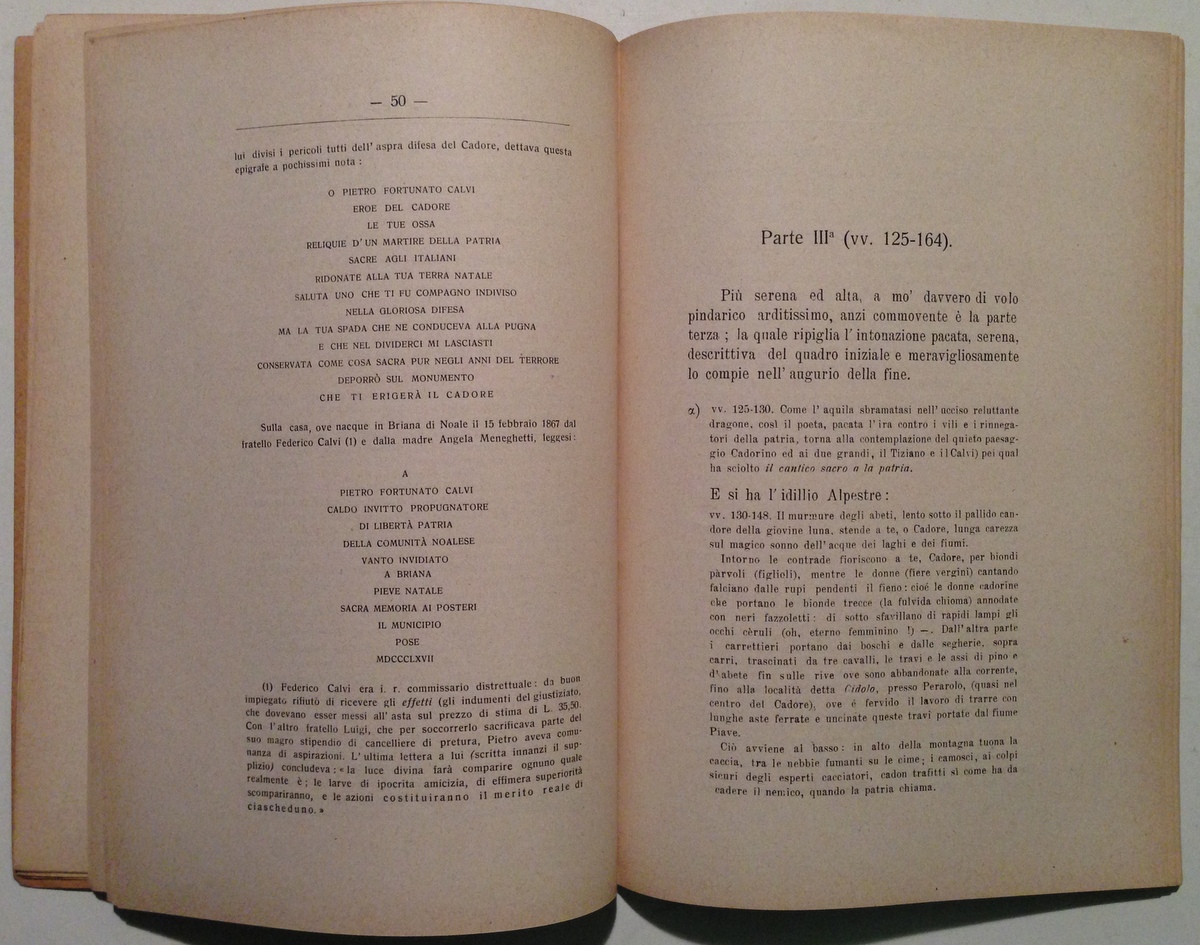 — 50 —
lui divisi i pericoli tutti dell' aspra difesa del Cadore, dettava questa
epigrafe a pochissimi nota :
O PIETRO FORTUNATO CALVI
EROE DEL CADORE
LE TUE OSSA
RELIQUIE D' UN MARTIRE DELLA PATRIA
SACRE AGLI ITALIANI
RIDONATE ALLA TUA TERRA NATALE
SALUTA UNO CHE TI FU COMPAGNO INDIVISO
NELLA GLORIOSA DIFESA
MA LA TUA SPADA CHE NE CONDUCEVA ALLA PUGNA
E CHE NEL DIVIDERCI MI LASCIASTI
CONSERVATA COME COSA SACRA PUR NEGLI ANNI DEL TERRORE
DEPORRÒ SUL MONUMENTO
CHE TI ERIGERÀ IL CADORE
Sulla casa, ove nacque in Briana di Noale il 15 febbraio 1867 dal
fratello Federico Calvi (1) e dalla madre Angela Meneghetti, leggesi :
A
PIETRO FORTUNATO CALVI
CALDO INVITTO PROPUGNATORE
DI LIBERTÀ PATRIA
DELLA COMUNITÀ NOALESE
VANTO INVIDIATO
A BRIANA
PIEVE NATALE
SACRA MEMORIA AI POSTERI
IL MUNICIPIO
POSE
MDCCCLXVII
(1) Federico Calvi era i. r. commissario distrettuale : da buon
impiegato rifiutò di ricevere gli effetti (gli indumenti del giustiziato,
che dovevano esser messi all' asta sul prezzo di stima di L. 35,50.
Con l' altro fratello Luigi, che per soccorrerlo sacrificava parte del
suo magro stipendio di cancelliere di pretura, Pietro aveva comu-
nanza di aspirazioni. L' ultima lettera a lui (scritta innanzi il sup-
plizio) concludeva : « la luce divina farà comparire ognuno quale
realmente è ; le larve di ipocrita amicizia, di effimera superiorità
scompariranno, e le azioni costituiranno il merito reale di
ciascheduno. »
Parte IIIª (vv. 125-164).
Più serena ed alta, a mo' davvero di volo
pindarico arditissimo, anzi commovente è la parte
terza ; la quale ripiglia l' intonazione pacata, serena,
descrittiva del quadro iniziale e meravigliosamente
lo compie nell' augurio della fine.
α) vv. 125-130. Come l' aquila sbramatasi nell' ucciso reluttante
dragone, così il poeta, pacata l' ira contro i vili e i rinnega-
tori della patria, torna alla contemplazione del quieto paesag-
gio Cadorino ed ai due grandi, il Tiziano e il Calvi) pei qual
ha sciolto il cantico sacro a la patria.
E si ha l' idillio Alpestre :
vv. 130-148. Il murmure degli abeti, lento sotto il pallido can-
dore della giovine luna, stende a te, o Cadore, lunga carezza
sul magico sonno dell' acque dei laghi e dei fiumi.
Intorno le contrade fioriscono a te, Cadore, per biondi
pàrvoli (figlioli), mentre le donne (fiere vergini) cantando
falciano dalle rupi pendenti il fieno : cioé le donne cadorine
che portano le bionde trecce (la fulvida chioma) annodate
con neri fazzoletti : di sotto sfavillano di rapidi lampi gli
occhi cèruli (oh, eterno femminino !) —. Dall' altra parte
i carrettieri portano dai boschi e dalle segherie, sopra
carri, trascinati da tre cavalli, le travi e le assi di pino e
d' abete fin sulle rive ove sono abbandonate alla corrente,
fino alla località detta Cidolo, presso Perarolo, (quasi nel
centro del Cadore), ove é fervido il lavoro di trarre con
lunghe aste ferrate e uncinate queste travi portate dal fiume
Piave.
Ciò avviene al basso : in alto della montagna tuona la
caccia, tra le nebbie fumanti su le cime ; i camosci, ai colpi
sicuri degli esperti cacciatori, cadon trafitti sì come ha da
cadere il nemico, quando la patria chiama.